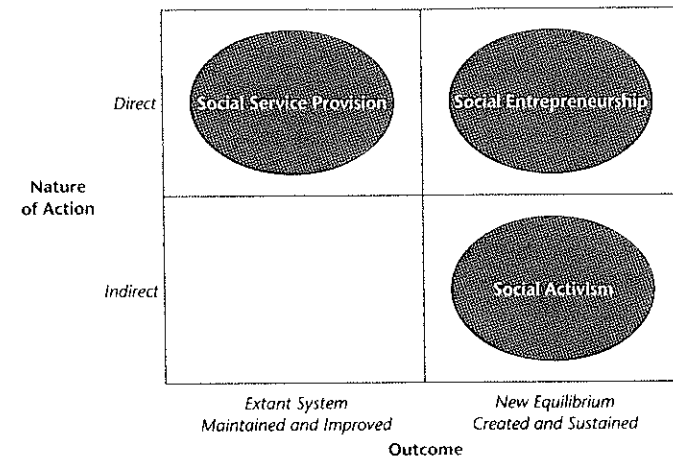 Social Service Provision
Social Entrepreneurship
Direct
Nature
of Action
Social Activism
Indirect
Extant System
Maintained and Improved
New Equilibrium
Created and Sustained
Outcome